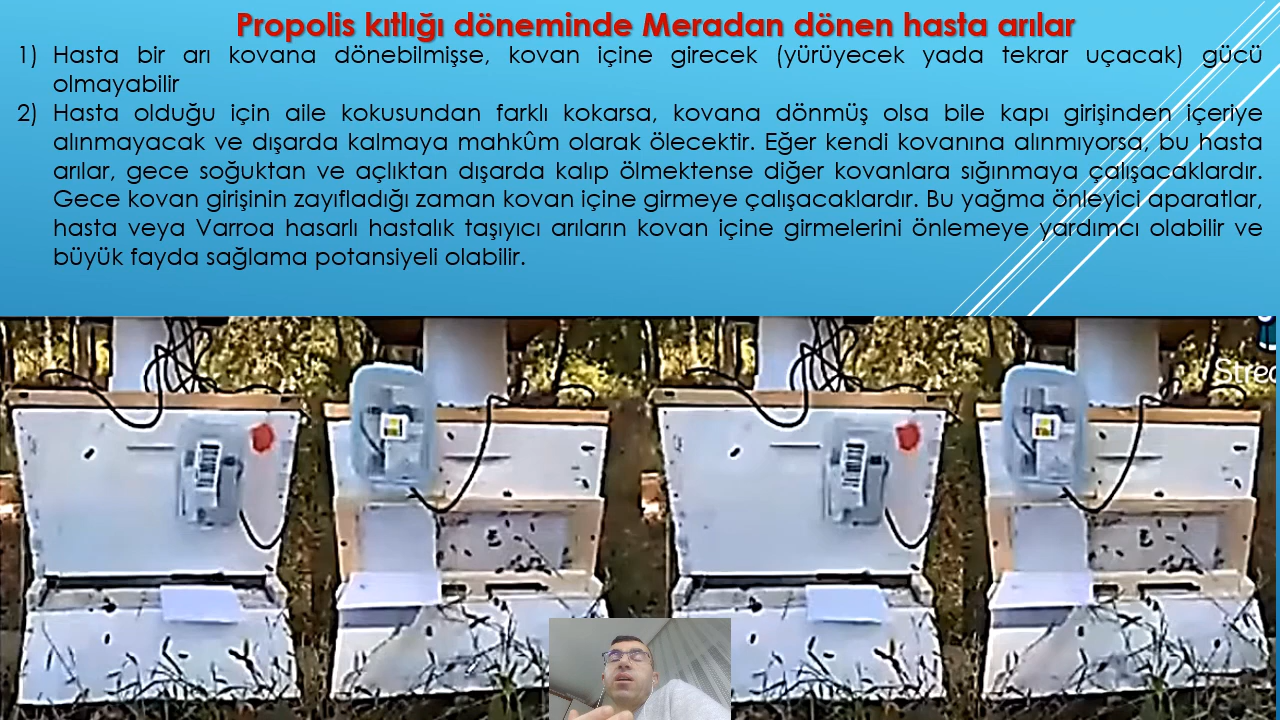 Propolis kıtlığı döneminde Meradan dönen hasta arılar
1) Hasta bir arı kovana dönebilmişse, kovan içine girecek (yürüyecek yada tekrar uçacak) gücü
olmayabilir
2) Hasta olduğu için aile kokusundan farklı kokarsa, kovana dönmüş olsa bile kapı girişinden içeriye
alınmayacak ve dışarda kalmaya mahkûm olarak ölecektir. Eğer kendi kovanına alınmıyorsa, bu hasta
arılar, gece soğuktan ve açlıktan dışarda kalıp ölmektense diğer kovanlara sığınmaya çalışacaklardır.
Gece kovan girişinin zayıfladığı zaman kovan içine girmeye çalışacaklardır. Bu yağma önleyici aparatlar,
hasta veya Varroa hasarlı hastalık taşıyıcı arıların kovan içine girmelerini önlemeye yardımcı olabilir ve
büyük fayda sağlama potansiyeli olabilir.